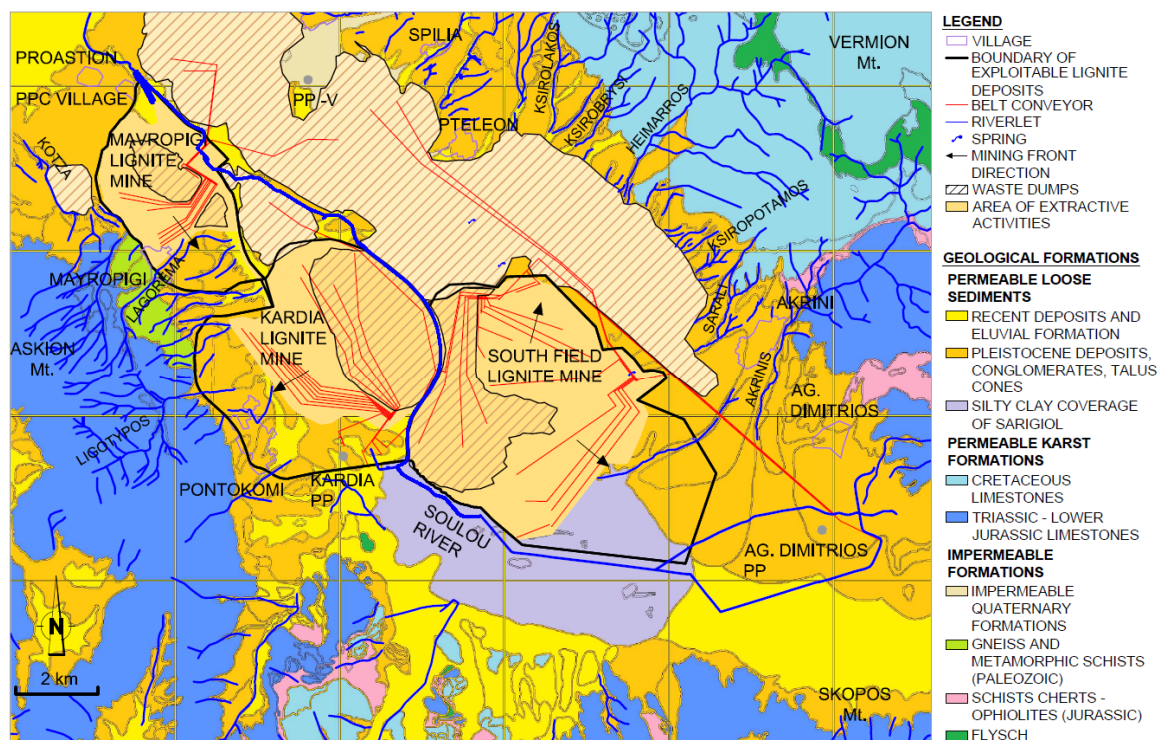 PROASTION
PPC VILLAGE
SPILIA
PP/-V
KSIROLAKOS
KSIROBRYSI
HEIMARROS
PTELEON
VERMION
Mt.
KOTZA
MAVROPIGI
LIGNITE
MINE
MAYROPIGI
LAGOREMA
KSIROPOTAMOS
SARALI
AKRINI
AKRINIS
ASKION
Mt.
KARDIA
LIGNITE
MINE
SOUTH FIELD
LIGNITE MINE
AG.
DIMITRIOS
LIGOTYPOS
PONTOKOMI
KARDIA
PP
SOULOU
RIVER
AG. DIMITRIOS
PP
SKOPOS
Mt.
N
2 km
LEGEND
VILLAGE
BOUNDARY OF
EXPLOITABLE LIGNITE
DEPOSITS
BELT CONVEYOR
RIVERLET
SPRING
MINING FRONT
DIRECTION
WASTE DUMPS
AREA OF EXTRACTIVE
ACTIVITIES
GEOLOGICAL FORMATIONS
PERMEABLE LOOSE
SEDIMENTS
RECENT DEPOSITS AND
ELUVIAL FORMATION
PLEISTOCENE DEPOSITS,
CONGLOMERATES, TALUS
CONES
SILTY CLAY COVERAGE
OF SARIGIOL
PERMEABLE KARST
FORMATIONS
CRETACEOUS
LIMESTONES
TRIASSIC - LOWER
JURASSIC LIMESTONES
IMPERMEABLE
FORMATIONS
IMPERMEABLE
QUATERNARY
FORMATIONS
GNEISS AND
METAMORPHIC SCHISTS
(PALEOZOIC)
SCHISTS CHERTS -
OPHIOLITES (JURASSIC)
FLYSCH